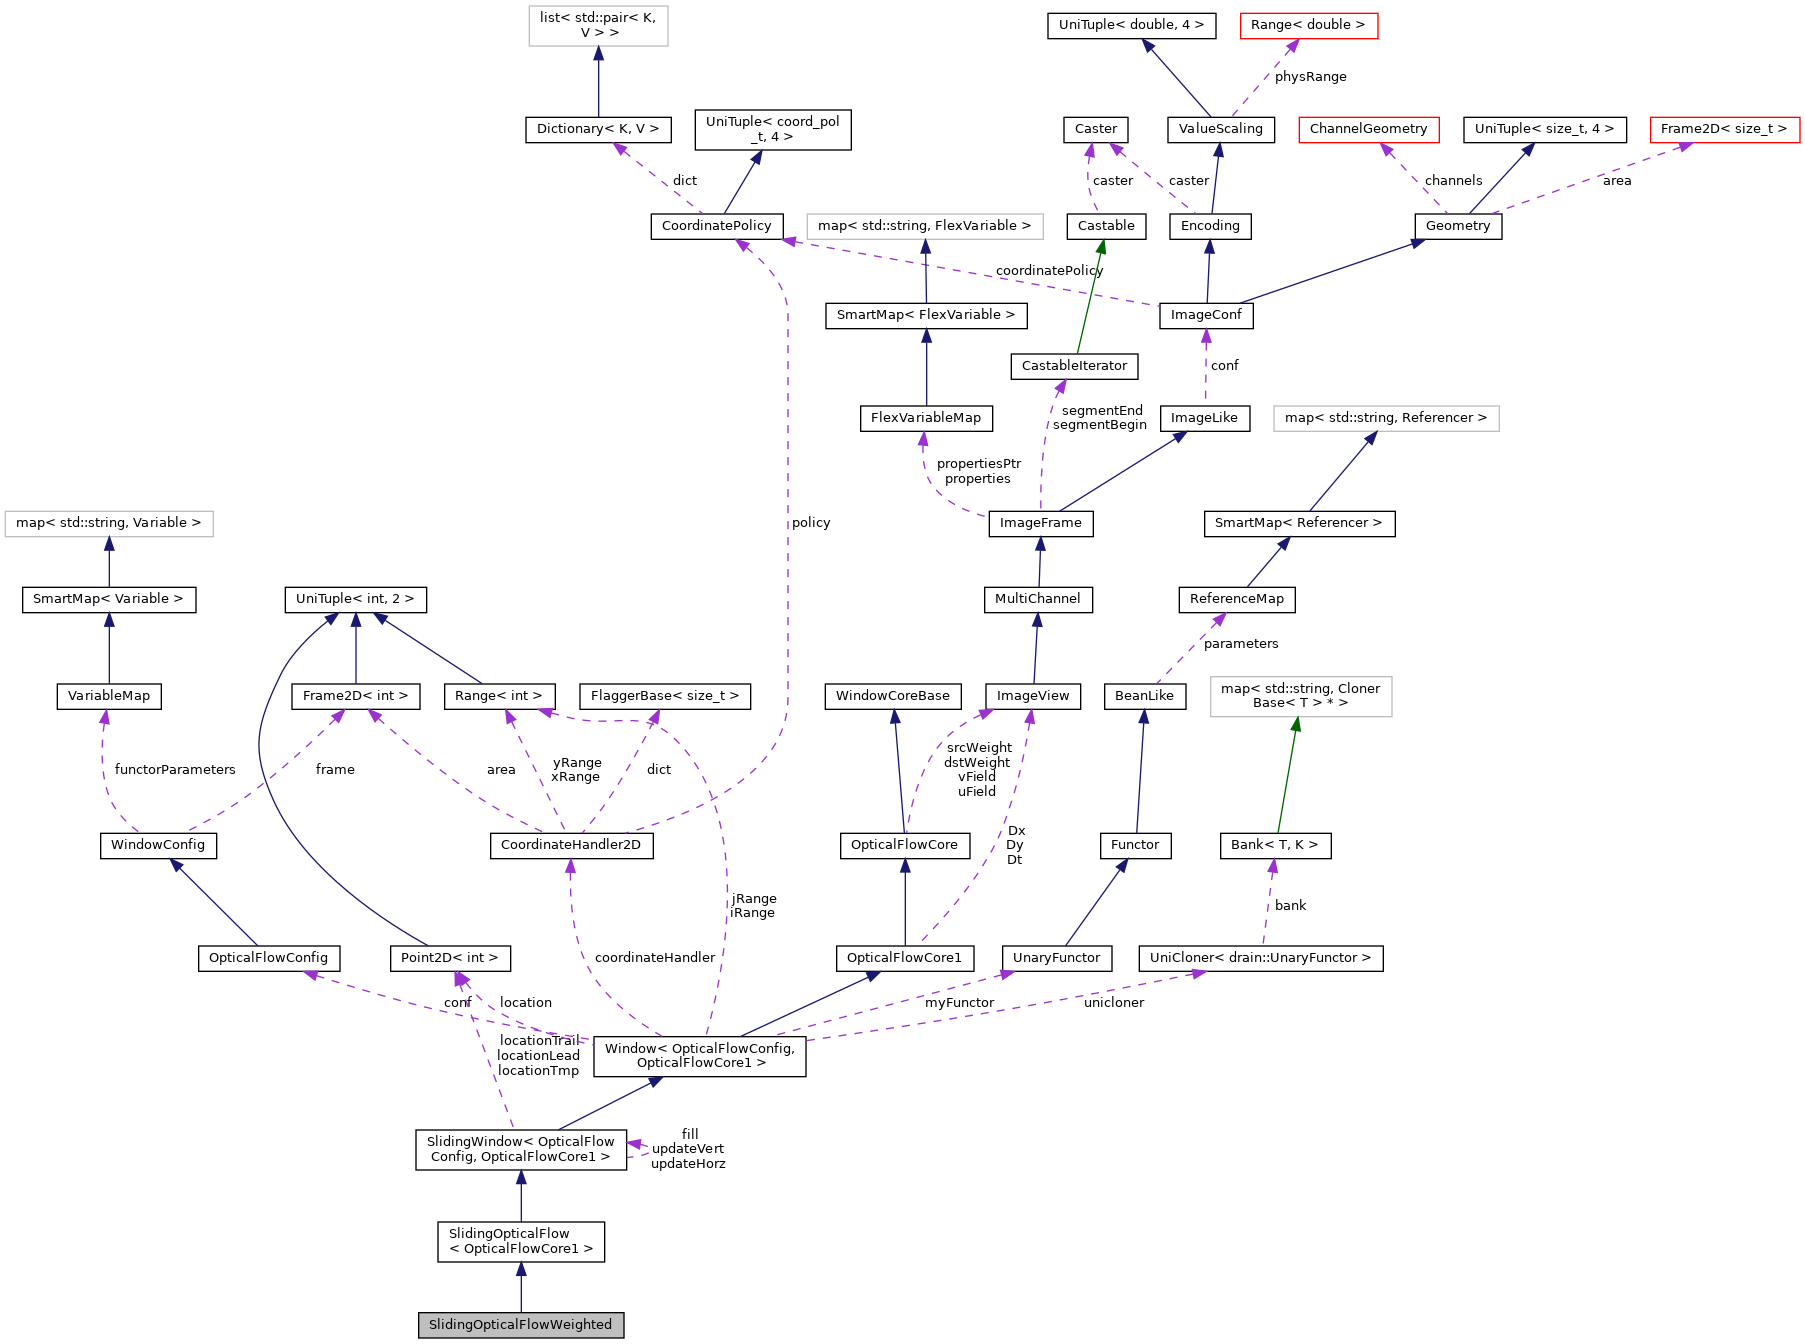 list< std::pair< K,
V > >
UniTuple< double, 4 >
Range< double >
physRange
Dictionary< K, V >
UniTuple< coord_pol
_t, 4 >
Caster
ValueScaling
ChannelGeometry
UniTuple< size_t, 4 >
Frame2D< size_t >
dict
caster
caster
channels
area
CoordinatePolicy
map< std::string, FlexVariable >
Castable
Encoding
Geometry
coordinatePolicy
SmartMap< FlexVariable >
ImageConf
CastableIterator
conf
FlexVariableMap
segmentEnd
segmentBegin
ImageLike
map< std::string, Referencer >
propertiesPtr
properties
map< std::string, Variable >
policy
ImageFrame
SmartMap< Referencer >
SmartMap< Variable >
UniTuple< int, 2 >
MultiChannel
ReferenceMap
parameters
VariableMap
Frame2D< int >
Range< int >
FlaggerBase< size_t >
WindowCoreBase
ImageView
BeanLike
map< std::string, Cloner
Base< T > * >
functorParameters
frame
area
yRange
xRange
dict
srcWeight
dstWeight
vField
uField
Dx
Dy
Dt
WindowConfig
CoordinateHandler2D
OpticalFlowCore
Functor
Bank< T, K >
jRange
iRange
bank
OpticalFlowConfig
Point2D< int >
coordinateHandler
OpticalFlowCore1
UnaryFunctor
UniCloner< drain::UnaryFunctor >
conf
location
myFunctor
unicloner
locationTrail
locationLead
locationTmp
Window< OpticalFlowConfig,
OpticalFlowCore1 >
SlidingWindow< OpticalFlow
Config, OpticalFlowCore1 >
fill
updateVert
updateHorz
SlidingOpticalFlow
< OpticalFlowCore1 >
SlidingOpticalFlowWeighted